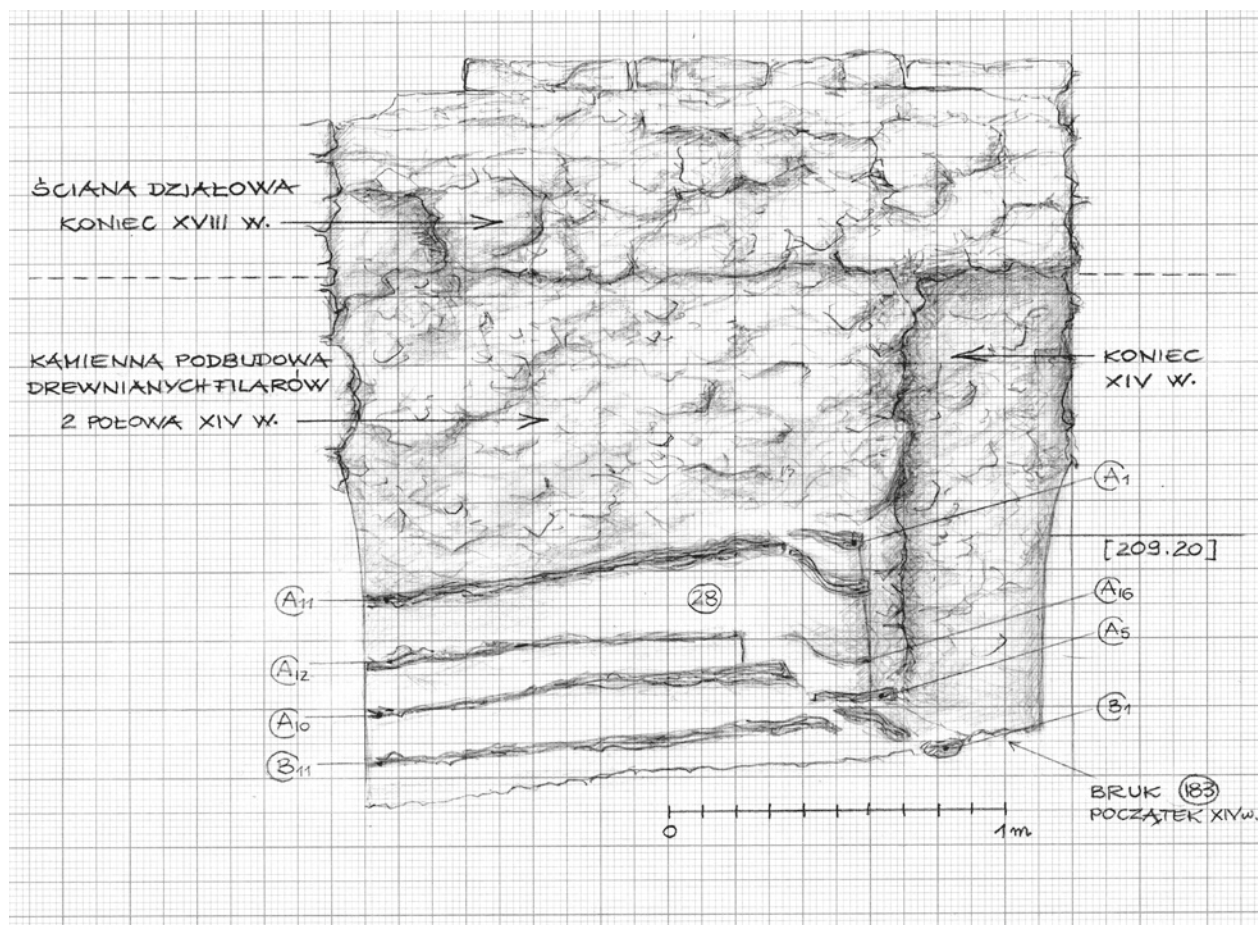 ŚCIANA DZIAŁOWA
KONIEC XVIII W.
KAMIENNA PODBUDOWA
DREWNIANYCH FILARÓW
2 POŁOWA XIV W.
KONIEC
XIV W.
A1
[209.20]
A11
28
A16
A5
A12
A10
B1
B11
BRUK 183
POCZĄTEK XIV w.
0 1m